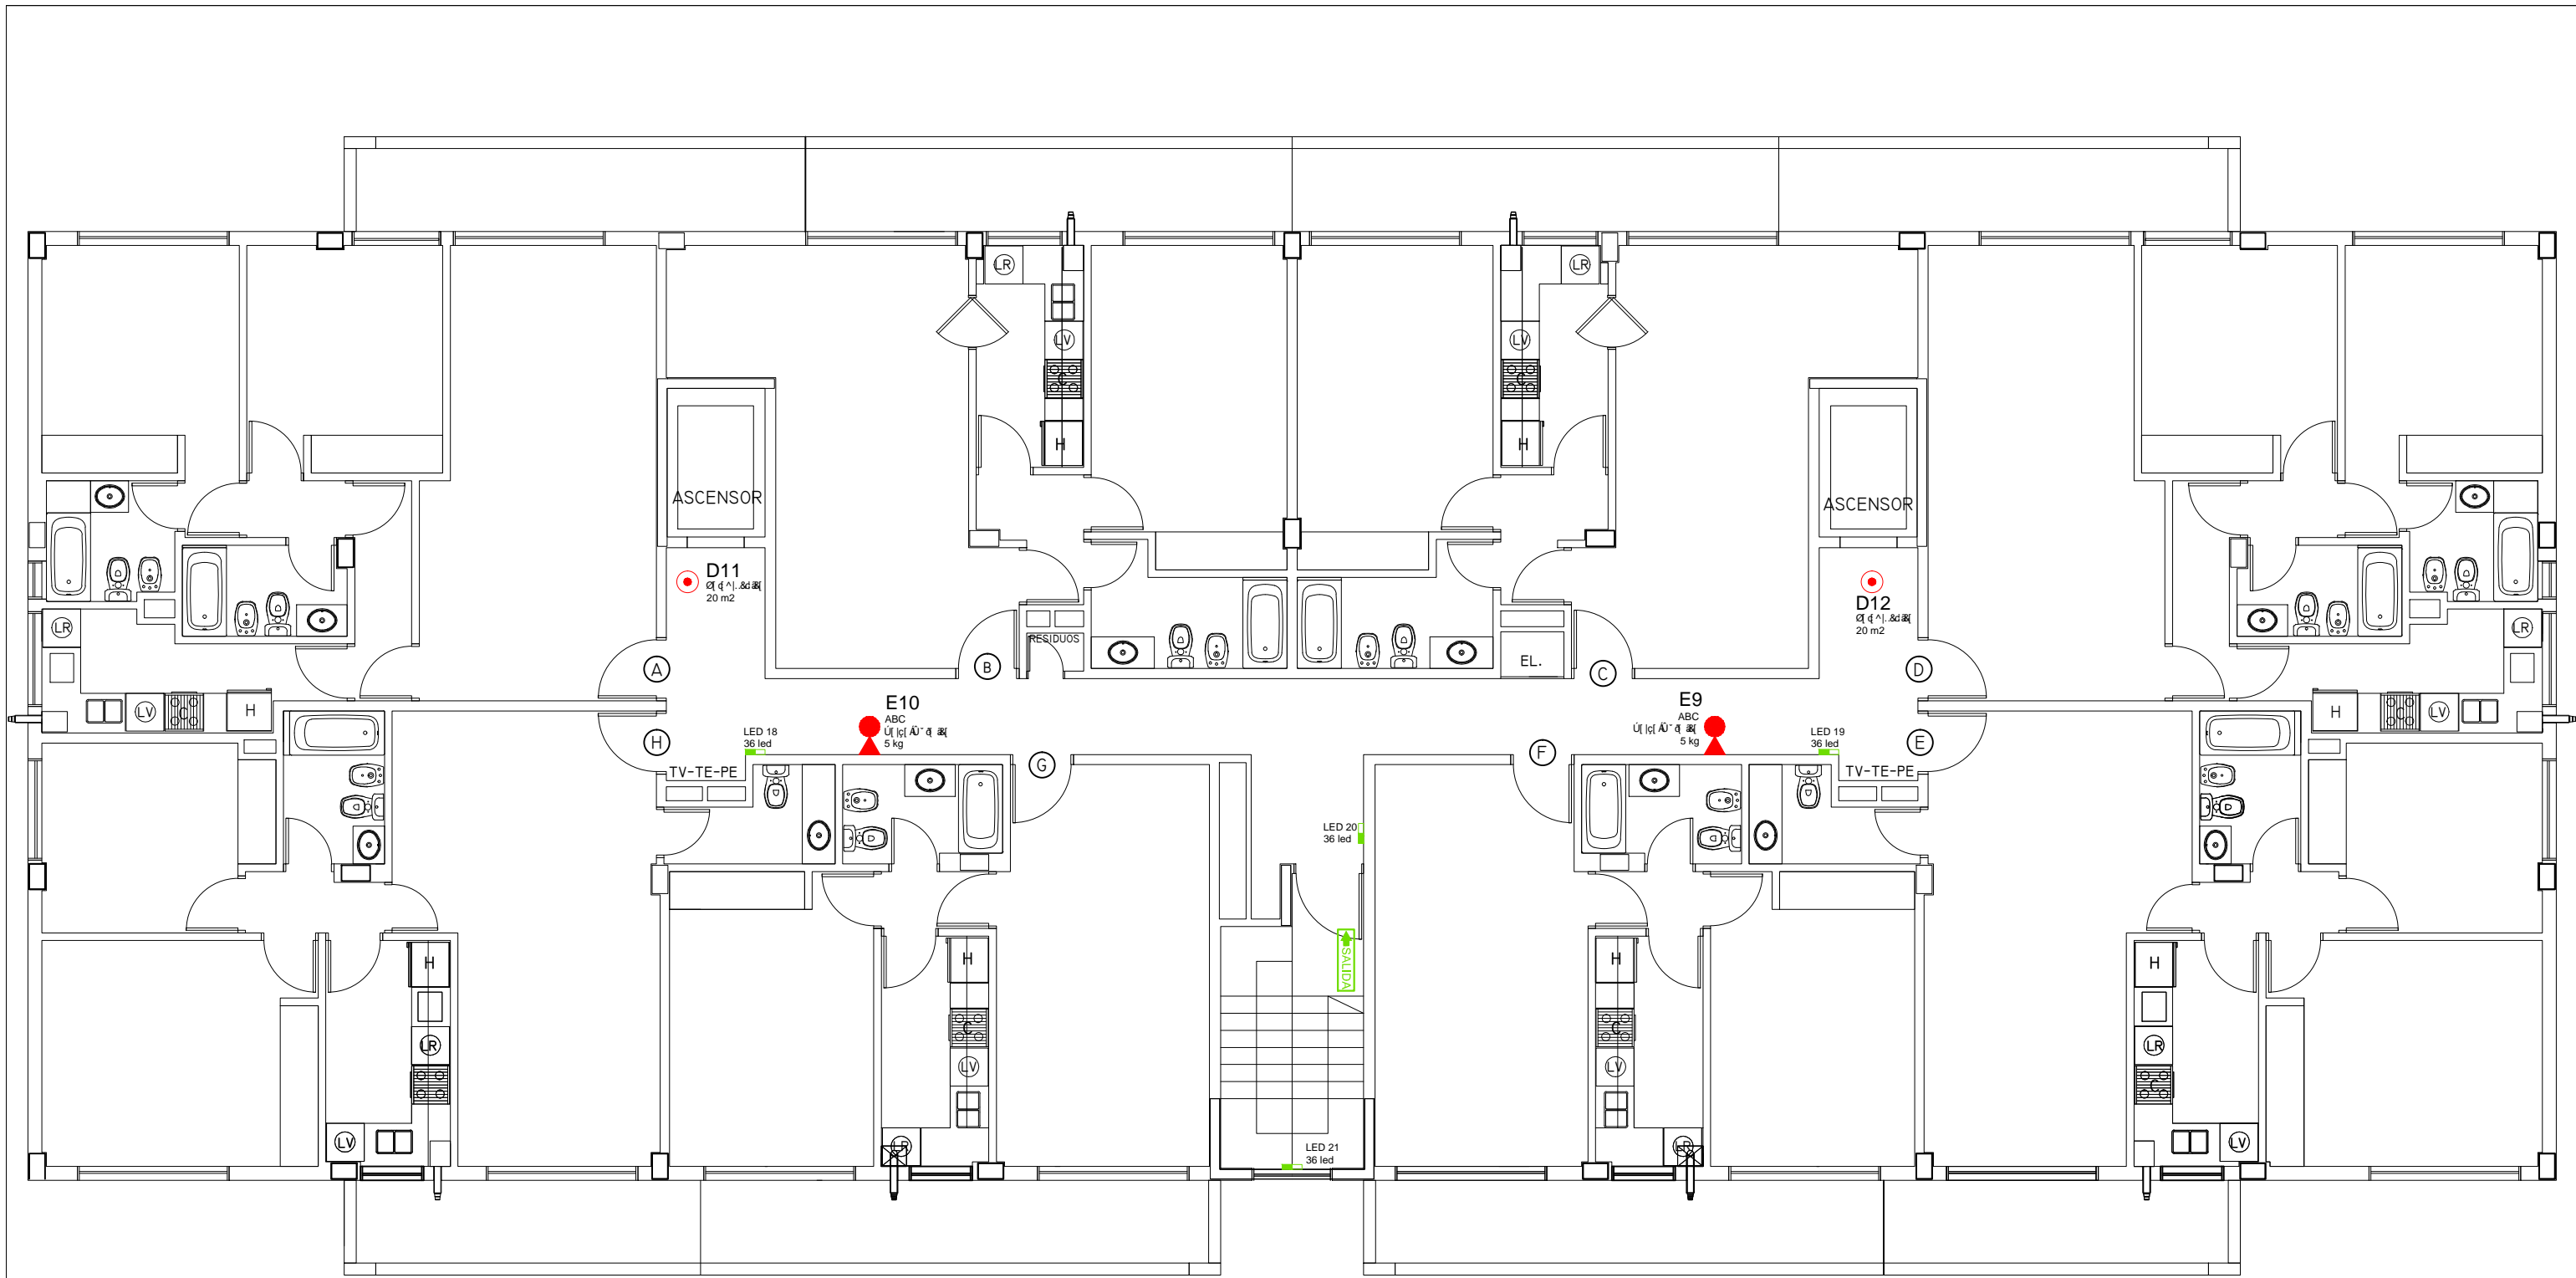 LR
LR
LV
LV
C
C
H
H
ASCENSOR
ASCENSOR
D11
20 m2
D12
20 m2
LR
LR
RESIDUOS
EL.
A
B
C
D
LV
C
H
H
C
LV
E10
ABC
5 kg
E9
ABC
5 kg
LED 18
36 led
LED 19
36 led
H
G
F
E
TV-TE-PE
TV-TE-PE
LED 20
36 led
SALIDA
H
H
H
H
C
C
LR
LR
LV
LV
C
LV
LV
LR
LR
LED 21
36 led